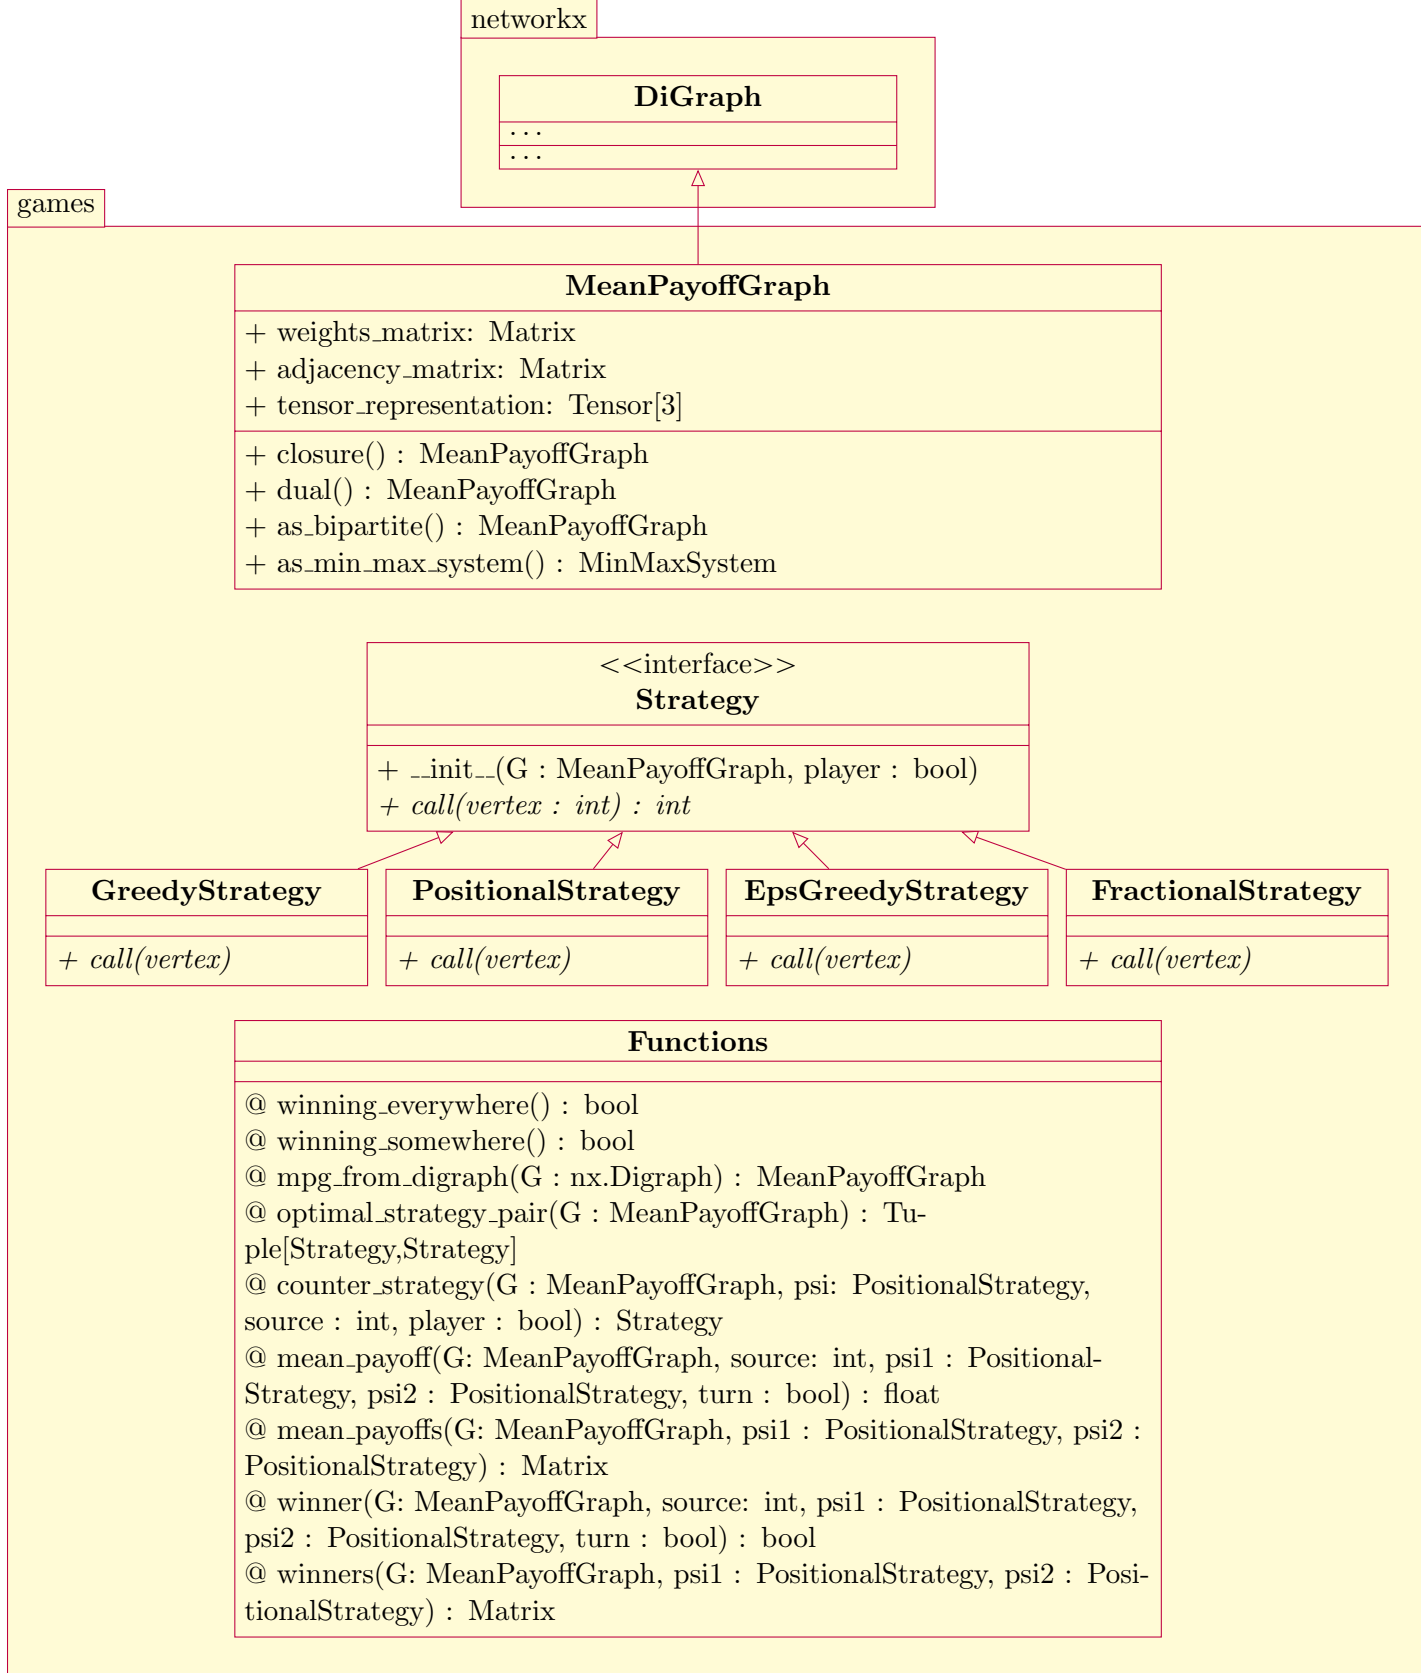 networkx
DiGraph
...
...
games
MeanPayoffGraph
+ weights_matrix: Matrix
+ adjacency_matrix: Matrix
+ tensor_representation: Tensor[3]
+ closure() : MeanPayoffGraph
+ dual() : MeanPayoffGraph
+ as_bipartite() : MeanPayoffGraph
+ as_min_max_system() : MinMaxSystem
<<interface>>
Strategy
+ __init__(G : MeanPayoffGraph, player : bool)
+ call(vertex : int) : int
GreedyStrategy
+ call(vertex)
PositionalStrategy
+ call(vertex)
EpsGreedyStrategy
+ call(vertex)
FractionalStrategy
+ call(vertex)
Functions
@ winning_everywhere() : bool
@ winning_somewhere() : bool
@ mpg_from_digraph(G : nx.Digraph) : MeanPayoffGraph
@ optimal_strategy_pair(G : MeanPayoffGraph) : Tu-
ple[Strategy,Strategy]
@ counter_strategy(G : MeanPayoffGraph, psi: PositionalStrategy,
source : int, player : bool) : Strategy
@ mean_payoff(G: MeanPayoffGraph, source: int, psi1 : Positional-
Strategy, psi2 : PositionalStrategy, turn : bool) : float
@ mean_payoffs(G: MeanPayoffGraph, psi1 : PositionalStrategy, psi2 :
PositionalStrategy) : Matrix
@ winner(G: MeanPayoffGraph, source: int, psi1 : PositionalStrategy,
psi2 : PositionalStrategy, turn : bool) : bool
@ winners(G: MeanPayoffGraph, psi1 : PositionalStrategy, psi2 : Posi-
tionalStrategy) : Matrix